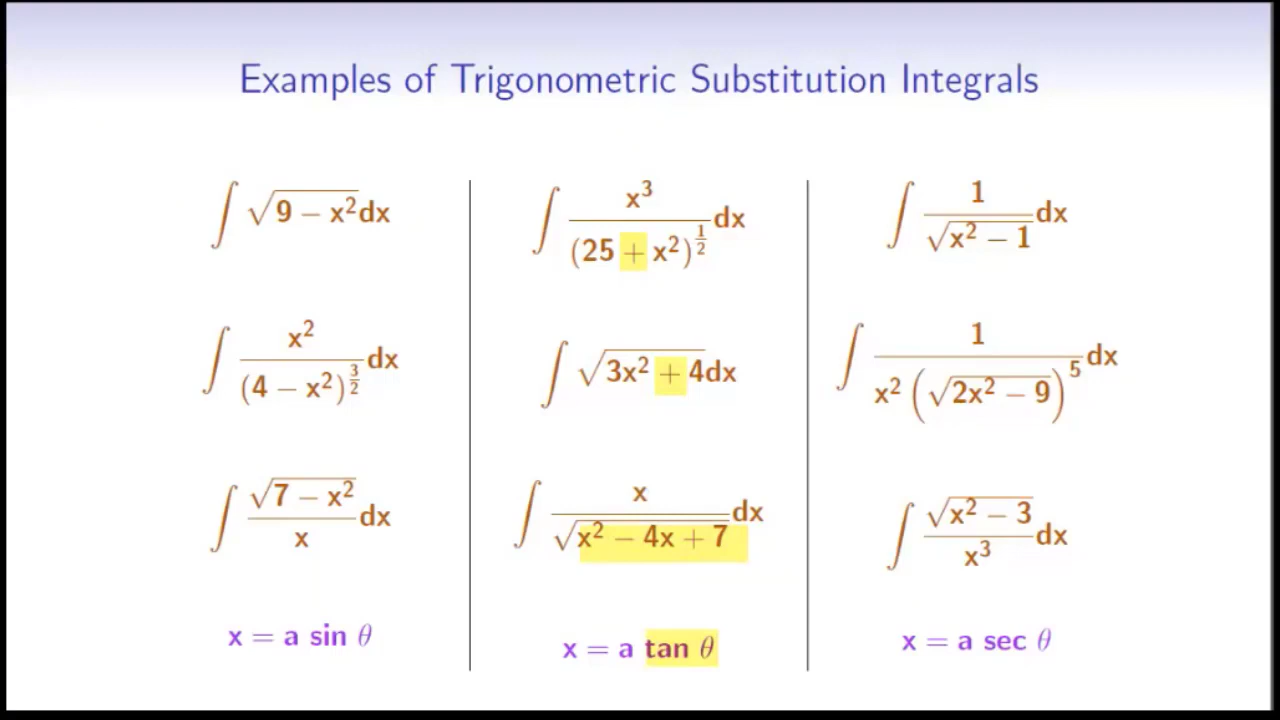 Examples of Trigonometric Substitution Integrals
∫ √(9 − x²) dx
∫ x² / (4 − x²)^(3/2) dx
∫ √(7 − x²) / x dx
x = a sin θ
∫ x³ / (25 + x²)^(1/2) dx
∫ √(3x² + 4) dx
∫ x / √(x² − 4x + 7) dx
x = a tan θ
∫ 1 / √(x² − 1) dx
∫ 1 / (x² (√(2x² − 9))⁵) dx
∫ √(x² − 3) / x³ dx
x = a sec θ